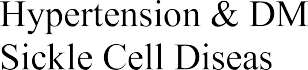 Hypertension & DM
Sickle Cell Diseas